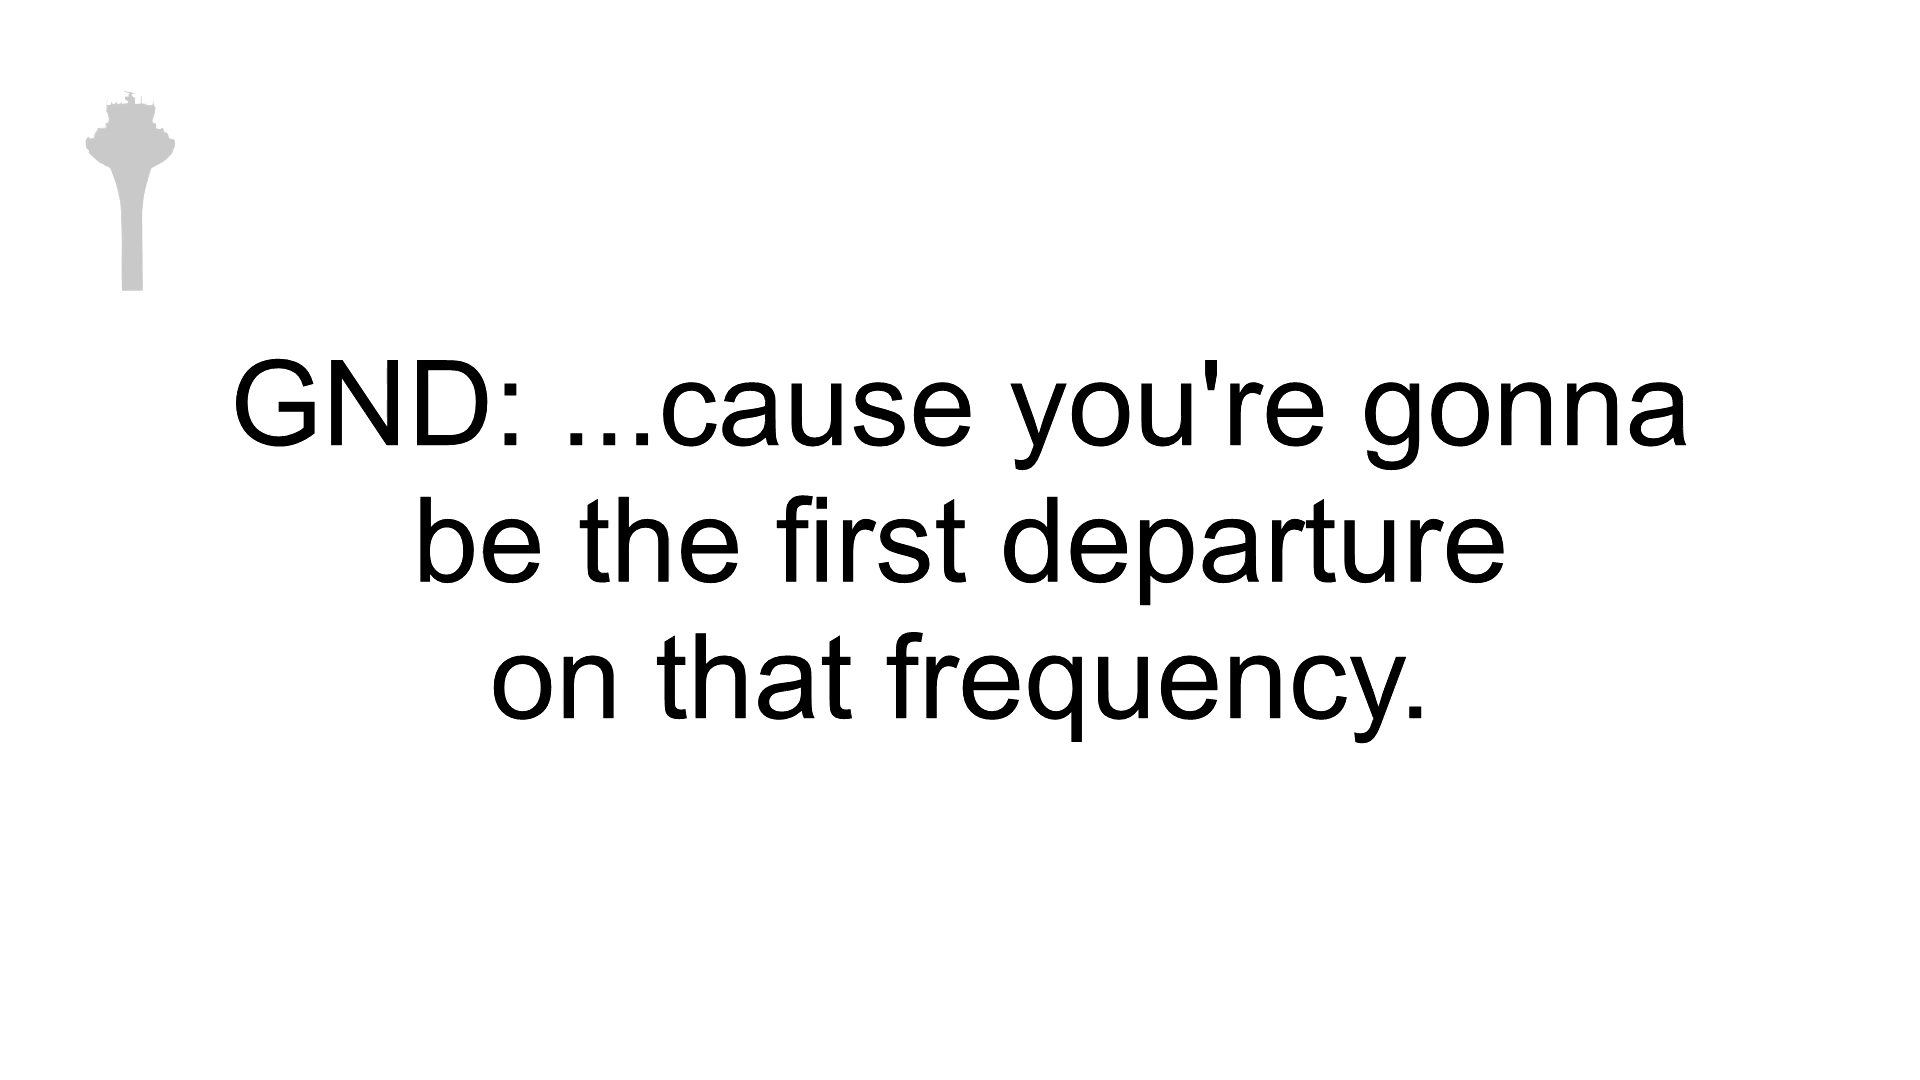 GND: ...cause you're gonna
be the first departure
on that frequency.